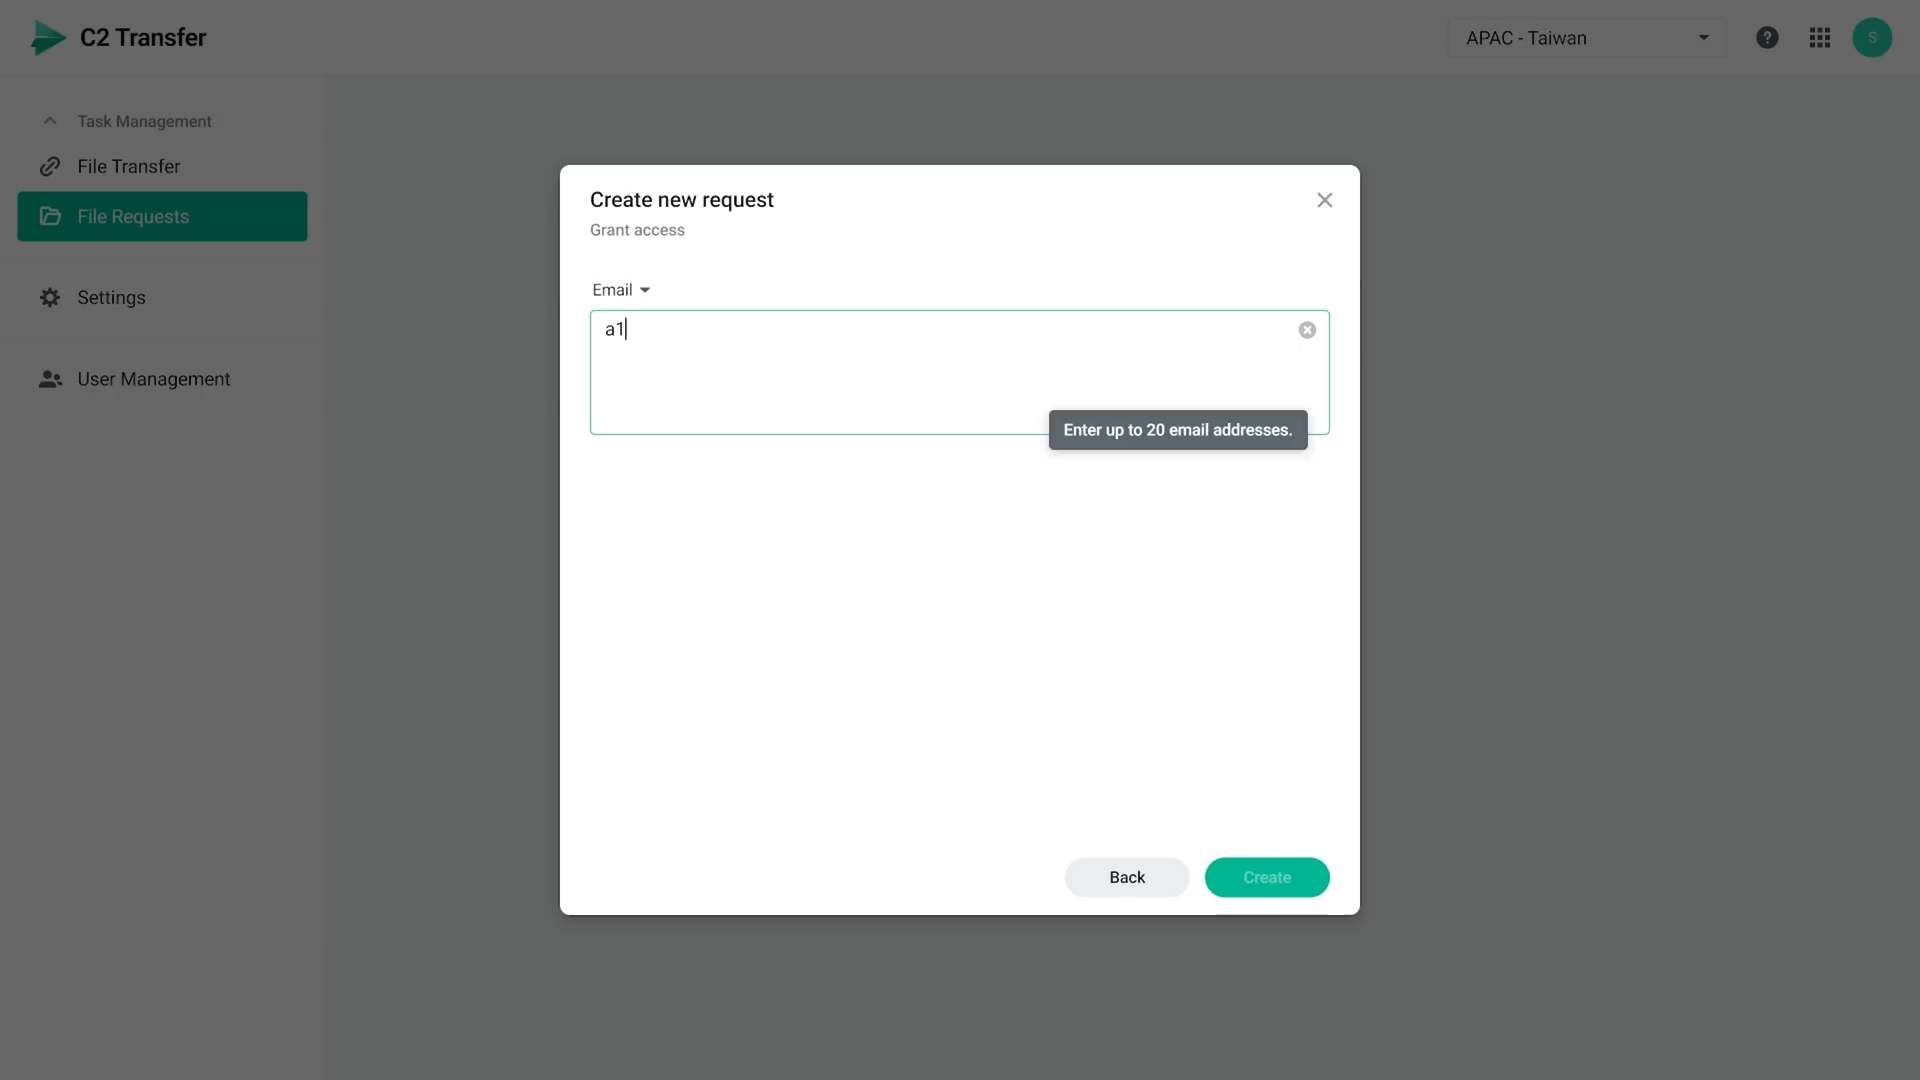 C2 Transfer
APAC - Taiwan
S
Task Management
File Transfer
File Requests
Settings
User Management
Create new request
Grant access
Email
a1
Enter up to 20 email addresses.
Back
Create